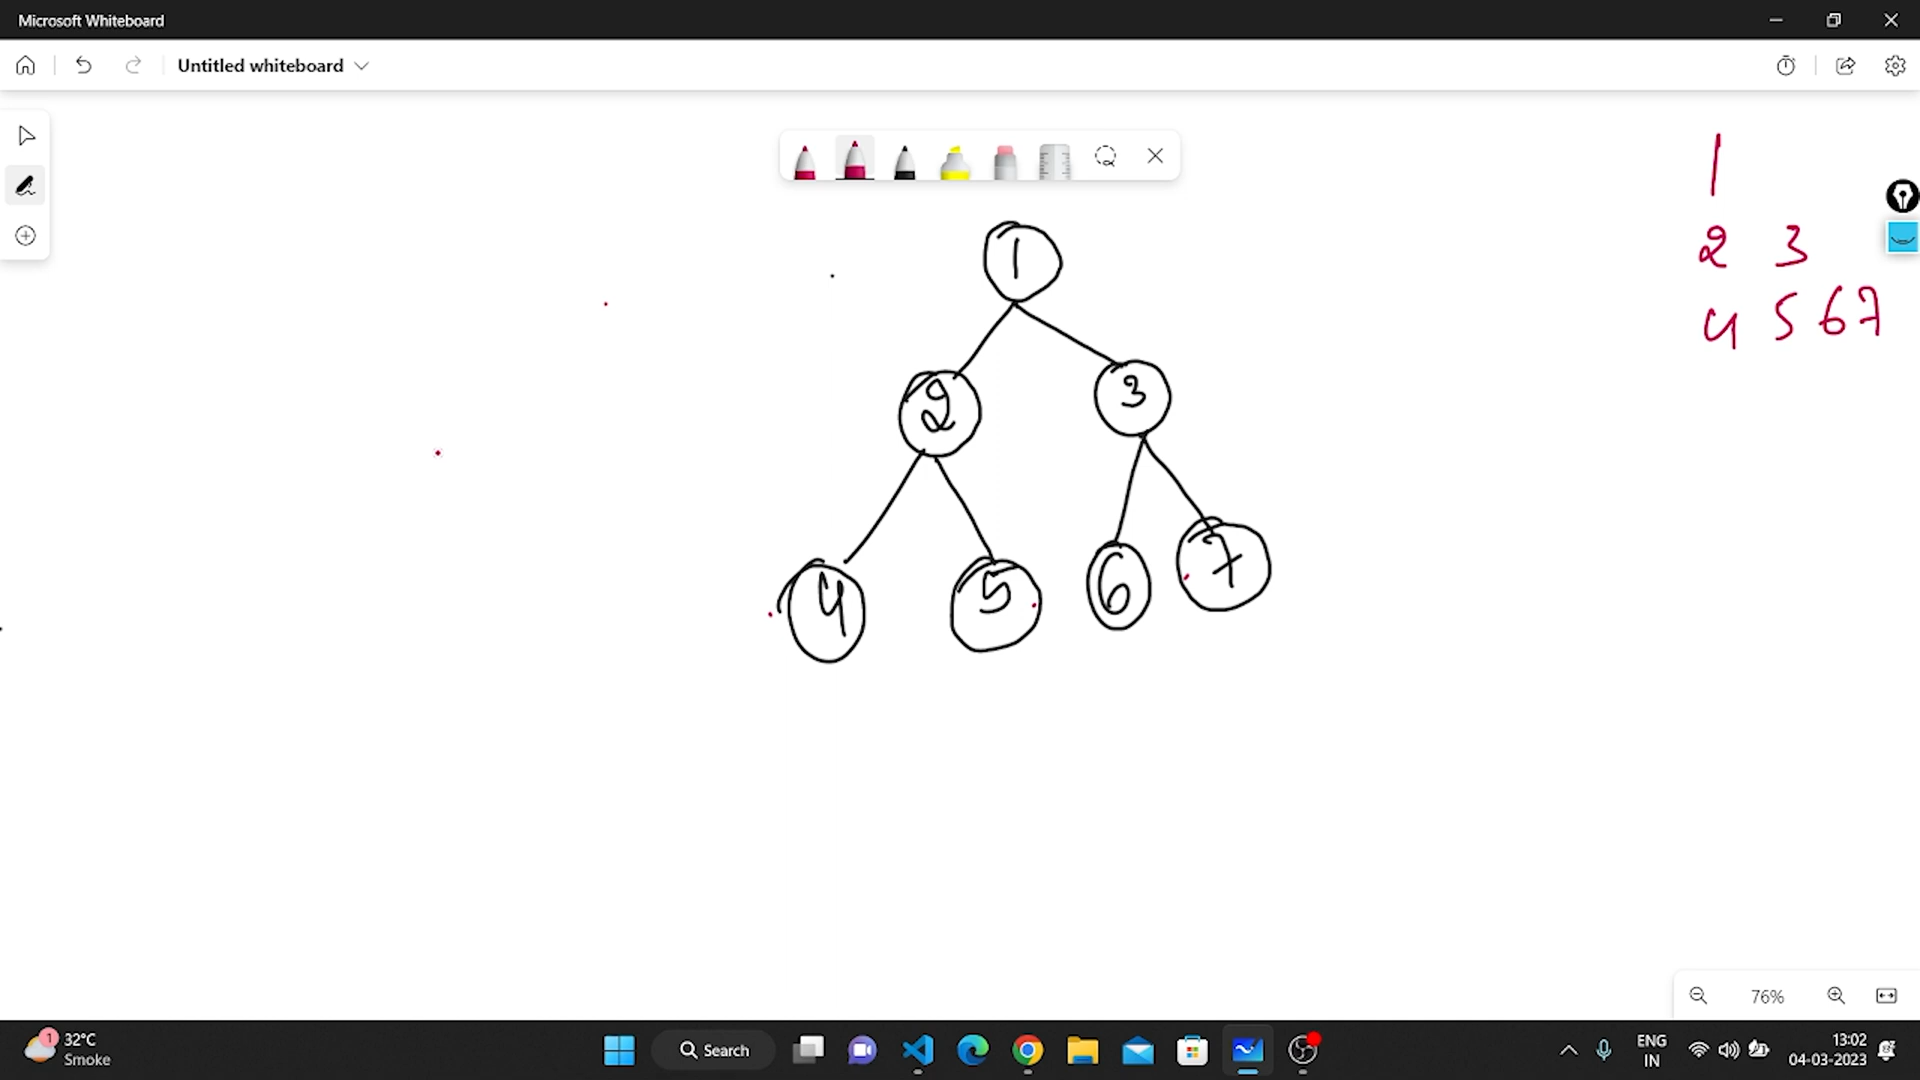 Microsoft Whiteboard
Untitled whiteboard
1
2 3
4 5 6 7
1
2 3
4 5 6 7
76%
1 32°C
Smoke
Search
ENG
IN
13:02
04-03-2023